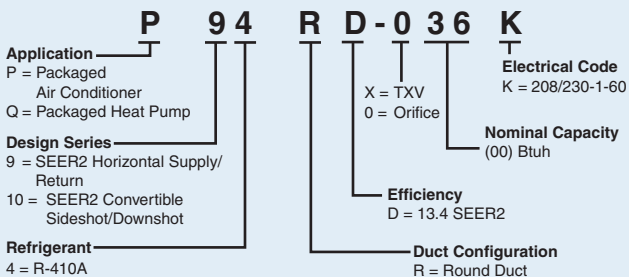 P 9 4 R D - 0 3 6 K
Application
P = Packaged
Air Conditioner
Q = Packaged Heat Pump
Design Series
9 = SEER2 Horizontal Supply/
Return
10 = SEER2 Convertible
Sideshot/Downshot
Refrigerant
4 = R-410A
X = TXV
0 = Orifice
Electrical Code
K = 208/230-1-60
Nominal Capacity
(00) Btuh
Efficiency
D = 13.4 SEER2
Duct Configuration
R = Round Duct